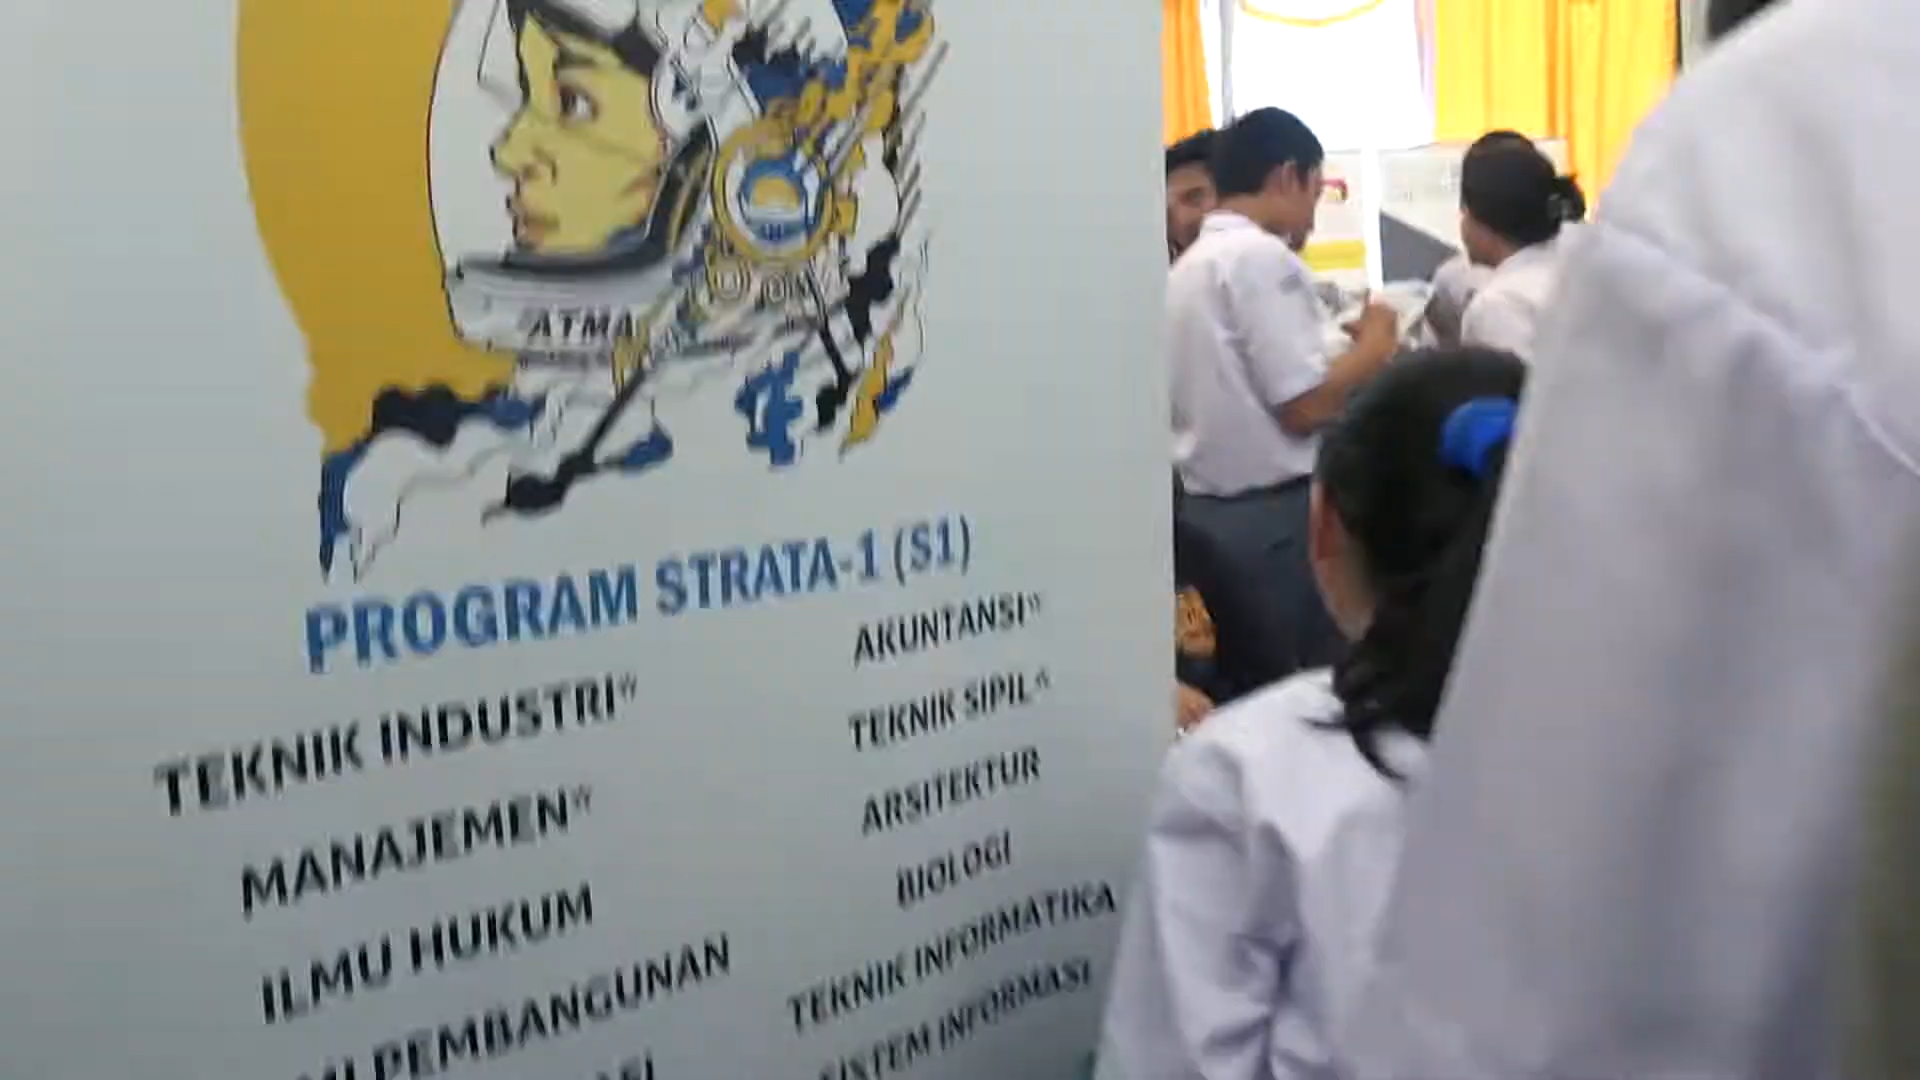 ATMA
PROGRAM STRATA-1 (S1)
TEKNIK INDUSTRI*
MANAJEMEN*
ILMU HUKUM
PEMBANGUNAN
AKUNTANSI*
TEKNIK SIPIL*
ARSITEKTUR
BIOLOGI
TEKNIK INFORMATIKA
SISTEM INFORMASI